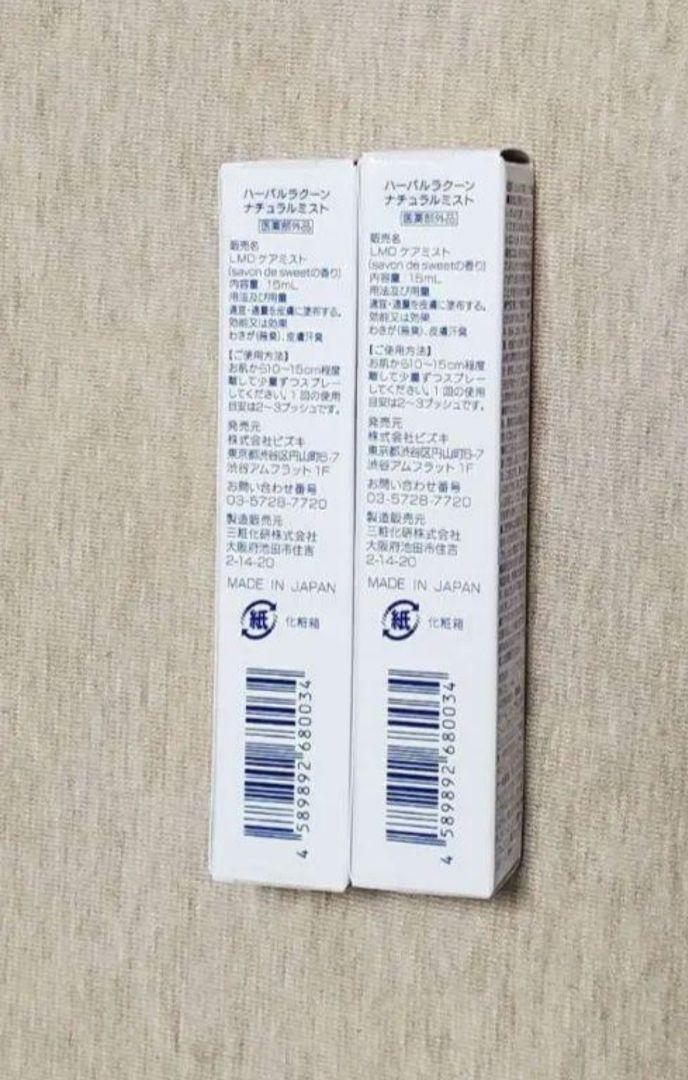 ハーバルラクーン
ナチュラルミスト
医薬部外品
販売名
LMDケアミスト
(savon de sweetの香り)
内容量 15mL
用法及び用量
適宜・適量を皮膚に塗布する。
効能又は効果
わきが(腋臭)、皮膚汗臭
【ご使用方法】
お肌から10〜15cm程度
離して少量ずつスプレー
してください。1回の使用
目安は2〜3プッシュです。
発売元
株式会社ビズキ
東京都渋谷区円山町6-7
渋谷アムフラット 1F
お問い合わせ番号
03-5728-7720
製造販売元
三粧化研株式会社
大阪府池田市住吉
2-14-20
MADE IN JAPAN
紙 化粧箱
4 589892 680034
ハーバルラクーン
ナチュラルミスト
医薬部外品
販売名
LMDケアミスト
(savon de sweetの香り)
内容量 15mL
用法及び用量
適宜・適量を皮膚に塗布する。
効能又は効果
わきが(腋臭)、皮膚汗臭
【ご使用方法】
お肌から10〜15cm程度
離して少量ずつスプレー
してください。1回の使用
目安は2〜3プッシュです。
発売元
株式会社ビズキ
東京都渋谷区円山町6-7
渋谷アムフラット 1F
お問い合わせ番号
03-5728-7720
製造販売元
三粧化研株式会社
大阪府池田市住吉
2-14-20
MADE IN JAPAN
紙 化粧箱
4 589892 680034